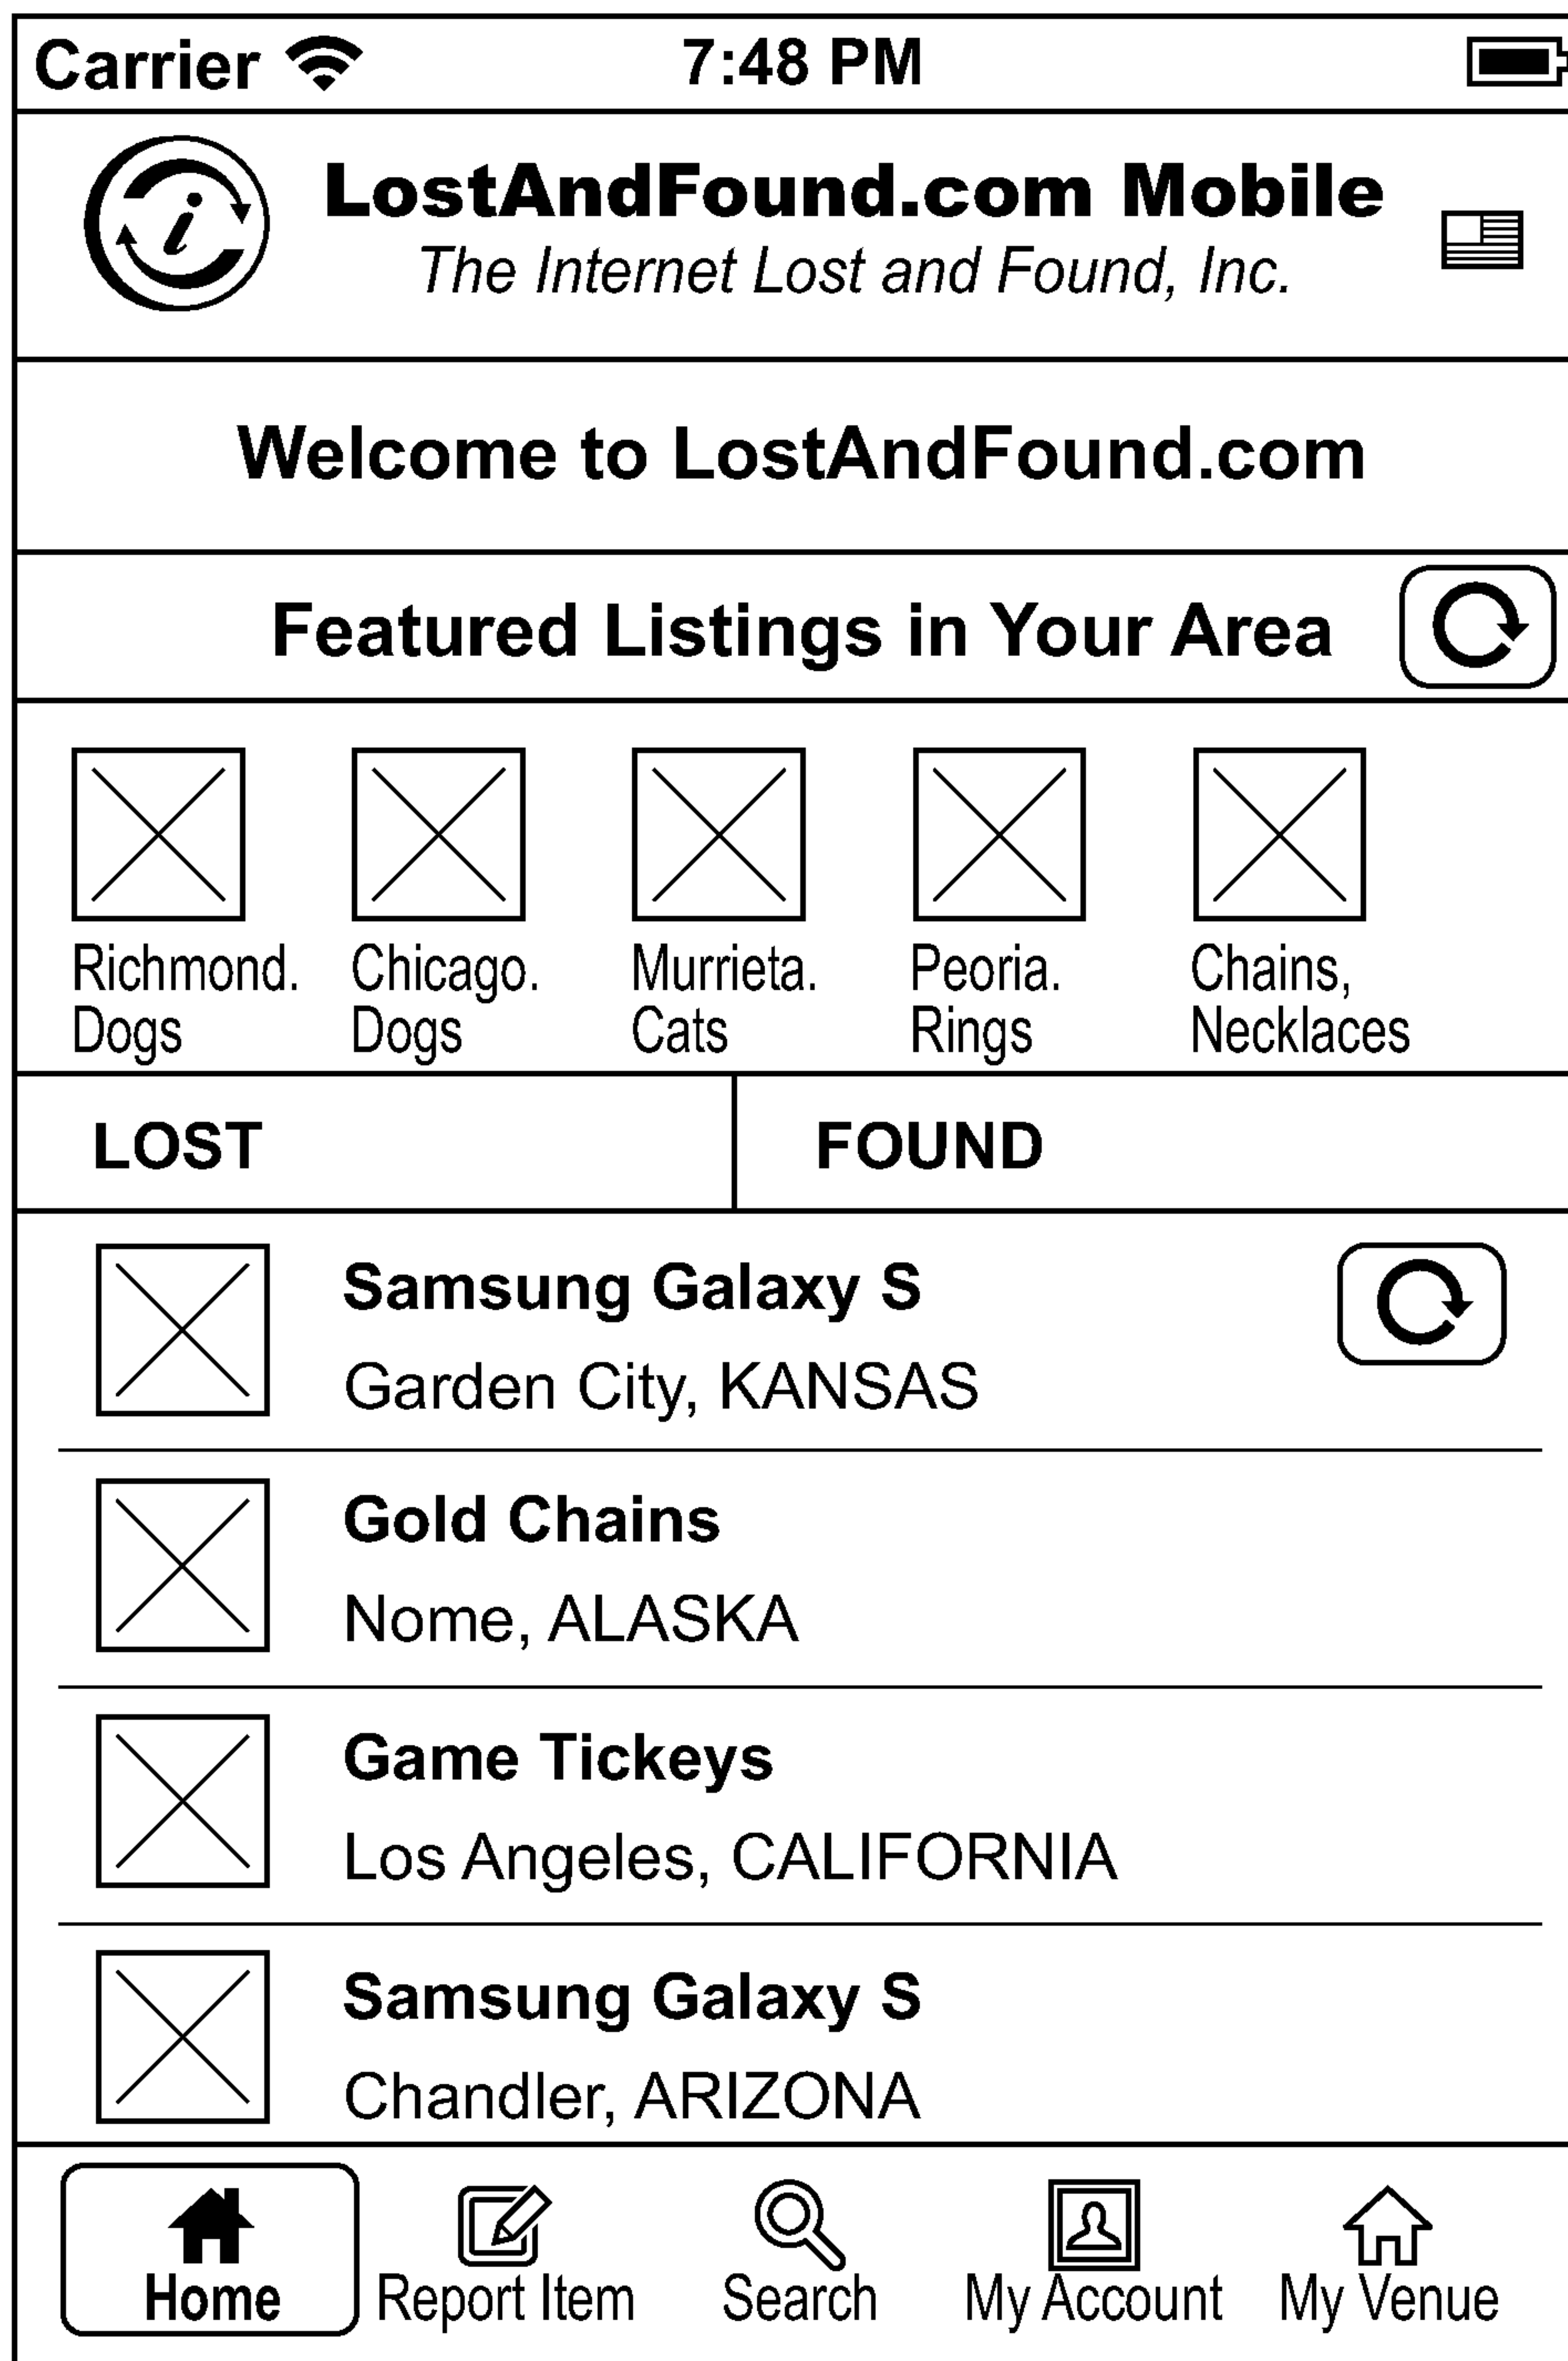 Carrier 7:48 PM
i
LostAndFound.com Mobile
The Internet Lost and Found, Inc.
Welcome to LostAndFound.com
Featured Listings in Your Area
Richmond. Chicago. Murrieta. Peoria. Chains,
Dogs Dogs Cats Rings Necklaces
LOST FOUND
Samsung Galaxy S
Garden City, KANSAS
Gold Chains
Nome, ALASKA
Game Tickeys
Los Angeles, CALIFORNIA
Samsung Galaxy S
Chandler, ARIZONA
Home Report Item Search My Account My Venue